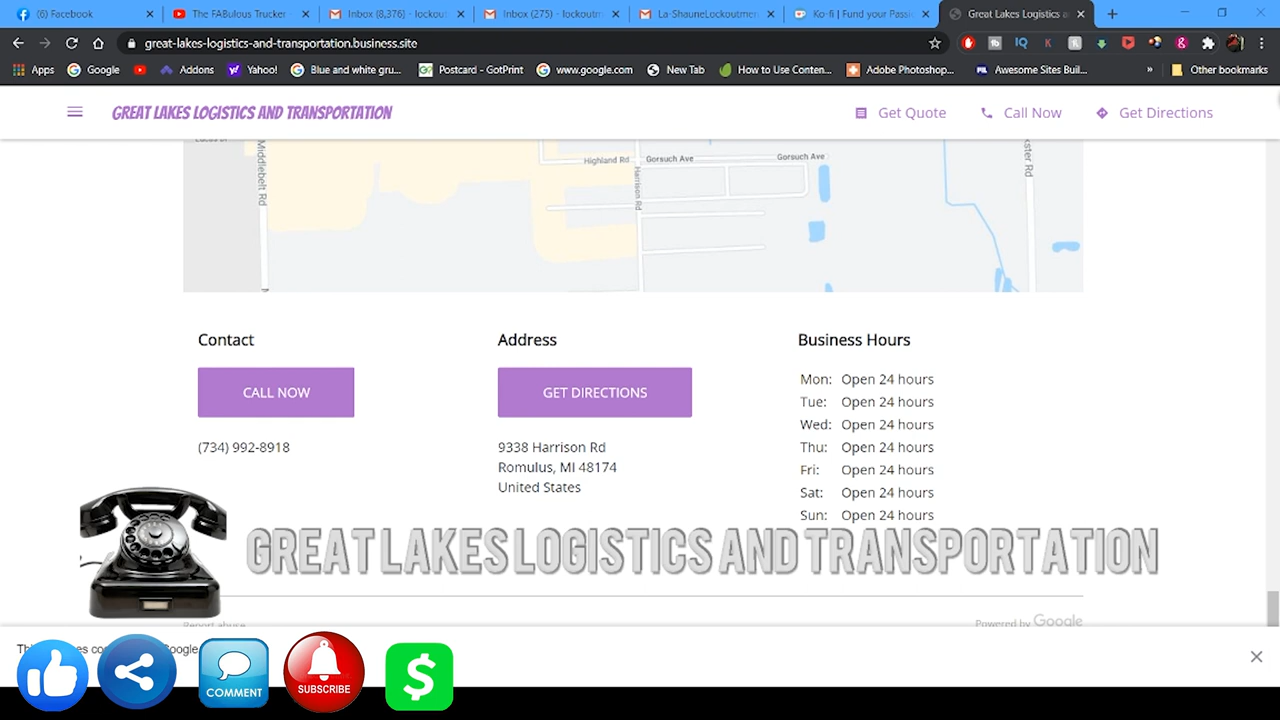 (6) Facebook
The FABulous Trucker
Inbox (8,376) - lockout
Inbox (275) - lockoutm
La-ShauneLockoutmer
Ko-fi | Fund your Passi
Great Lakes Logistics a
great-lakes-logistics-and-transportation.business.site
Apps
Google
Addons
Yahoo!
Blue and white gru...
Postcard - GotPrint
www.google.com
New Tab
How to Use Conten...
Adobe Photoshop...
Awesome Sites Buil...
»
Other bookmarks
GREAT LAKES LOGISTICS AND TRANSPORTATION
Get Quote
Call Now
Get Directions
Middlebelt Rd
Highland Rd
Gorsuch Ave
Gorsuch Ave
Harrison Rd
Contact
CALL NOW
(734) 992-8918
Address
GET DIRECTIONS
9338 Harrison Rd
Romulus, MI 48174
United States
Business Hours
Mon: Open 24 hours
Tue: Open 24 hours
Wed: Open 24 hours
Thu: Open 24 hours
Fri: Open 24 hours
Sat: Open 24 hours
Sun: Open 24 hours
GREAT LAKES LOGISTICS AND TRANSPORTATION
Report abuse
Powered by Google
COMMENT
SUBSCRIBE
$